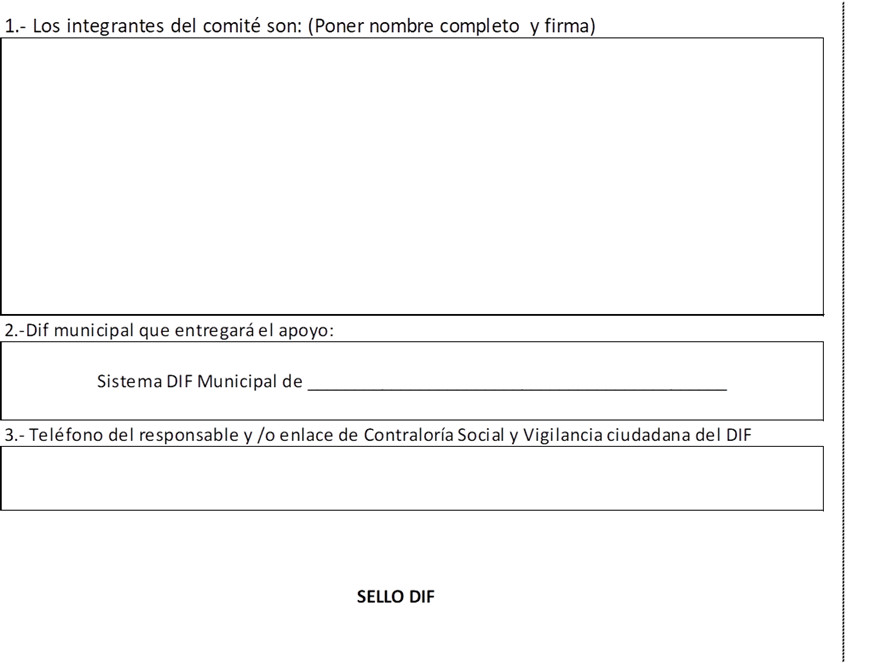 1.- Los integrantes del comité son: (Poner nombre completo  y firma)
2.-Dif municipal que entregará el apoyo:
Sistema DIF Municipal de ___________________________________________
3.- Teléfono del responsable y /o enlace de Contraloría Social y Vigilancia ciudadana del DIF
SELLO DIF